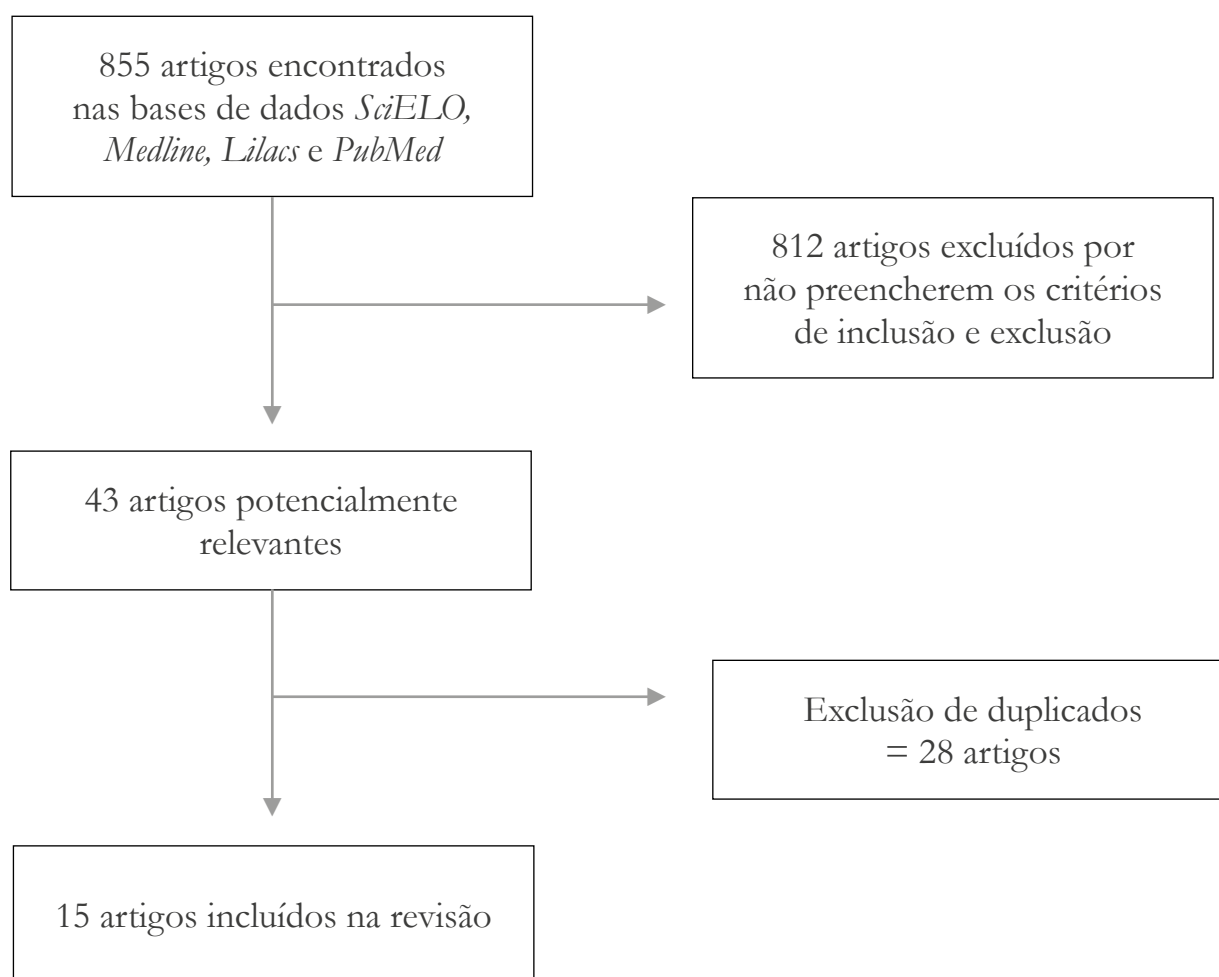 855 artigos encontrados
nas bases de dados SciELO,
Medline, Lilacs e PubMed
812 artigos excluídos por
não preencherem os critérios
de inclusão e exclusão
43 artigos potencialmente
relevantes
Exclusão de duplicados
= 28 artigos
15 artigos incluídos na revisão